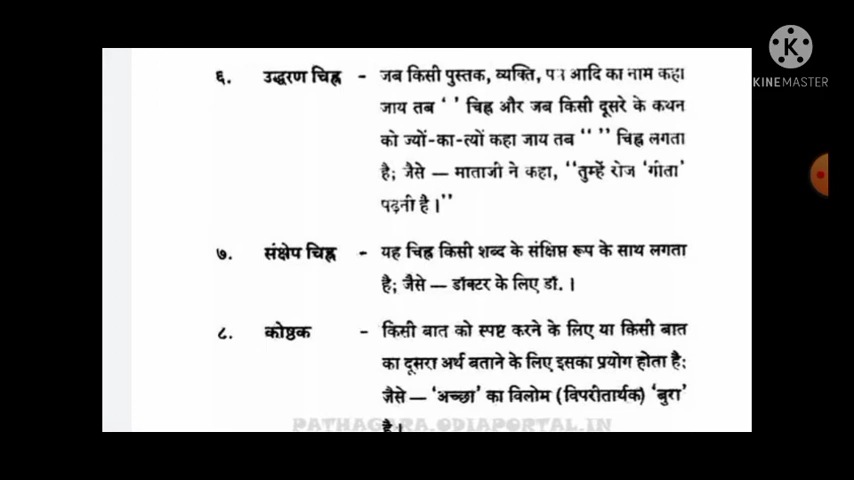 KINEMASTER
६. उद्धरण चिह्न - जब किसी पुस्तक, व्यक्ति, पत्र आदि का नाम कहा
जाय तब ‘ ’ चिह्न और जब किसी दूसरे के कथन
को ज्यों-का-त्यों कहा जाय तब “ ” चिह्न लगता
है; जैसे — माताजी ने कहा, “तुम्हें रोज ‘गीता’
पढ़नी है।”
७. संक्षेप चिह्न - यह चिह्न किसी शब्द के संक्षिप्त रूप के साथ लगता
है; जैसे — डॉक्टर के लिए डॉ. ।
८. कोष्ठक - किसी बात को स्पष्ट करने के लिए या किसी बात
का दूसरा अर्थ बताने के लिए इसका प्रयोग होता है;
जैसे — ‘अच्छा’ का विलोम (विपरीतार्थक) ‘बुरा’
है।
PATHAGARA.ODIAPORTAL.IN